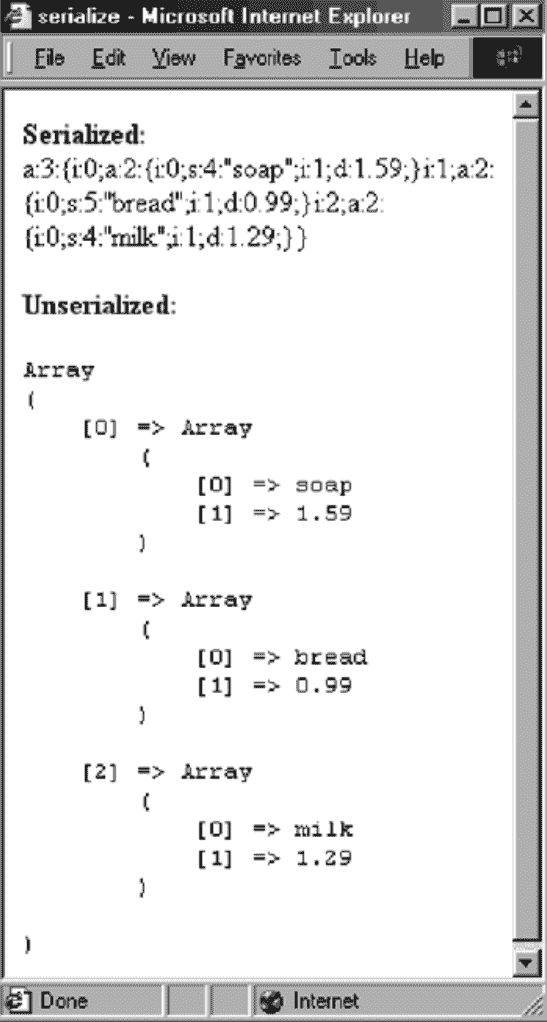 serialize - Microsoft Internet Explorer
File Edit View Favorites Tools Help
Serialized:
a:3:{i:0;a:2:{i:0;s:4:"soap";i:1;d:1.59;}i:1;a:2:
{i:0;s:5:"bread";i:1;d:0.99;}i:2;a:2:
{i:0;s:4:"milk";i:1;d:1.29;}}
Unserialized:
Array
(
[0] => Array
(
[0] => soap
[1] => 1.59
)
[1] => Array
(
[0] => bread
[1] => 0.99
)
[2] => Array
(
[0] => milk
[1] => 1.29
)
)
Done Internet